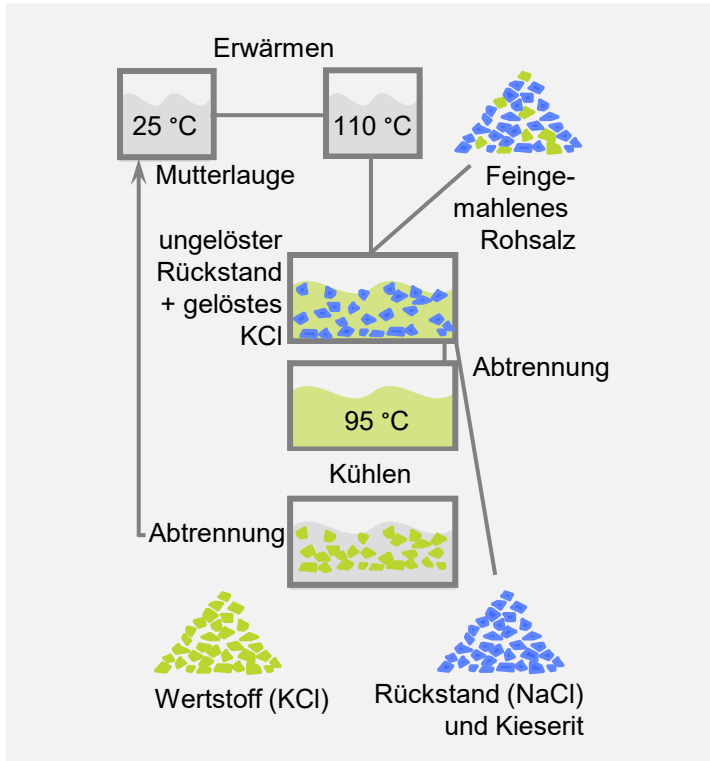 Erwärmen
25 °C
110 °C
Mutterlauge
Feinge-
mahlenes
Rohsalz
ungelöster
Rückstand
+ gelöstes
KCl
Abtrennung
95 °C
Kühlen
Abtrennung
Wertstoff (KCl)
Rückstand (NaCl)
und Kieserit